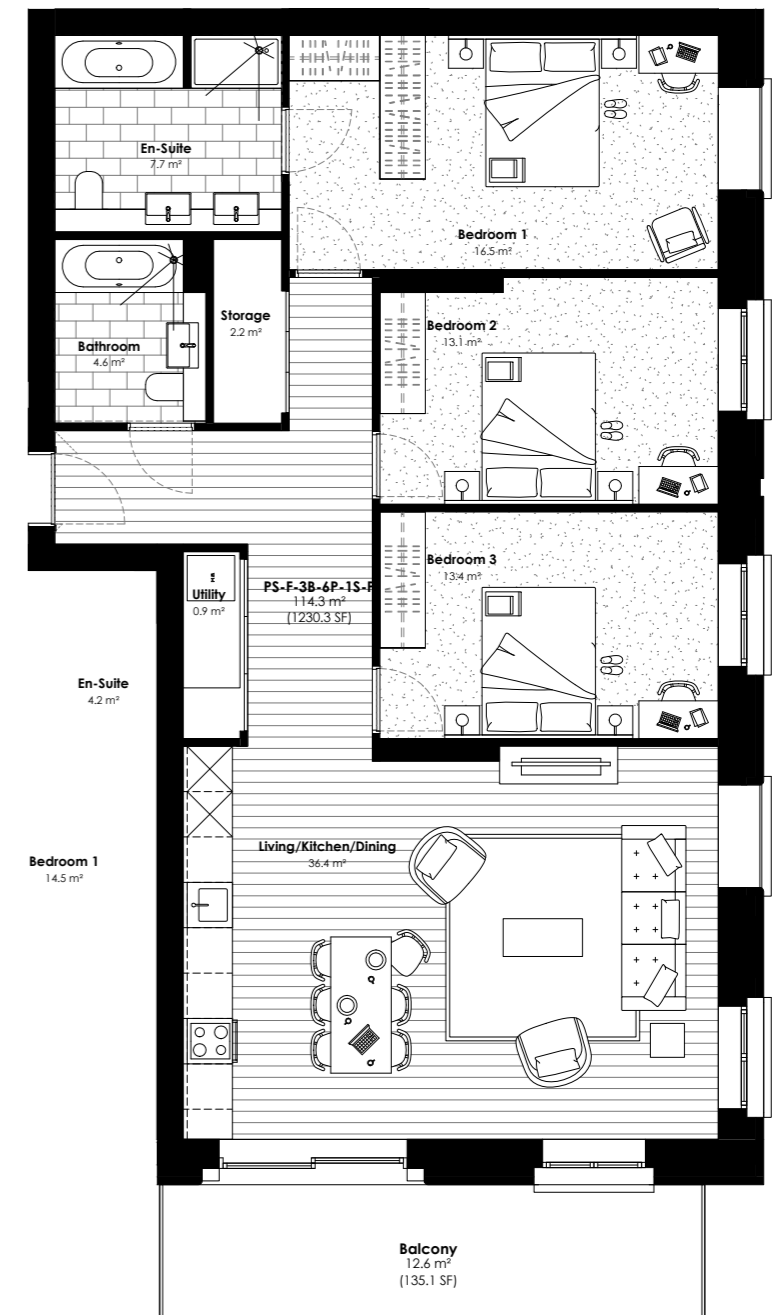 En-Suite
7.7 m²
Bedroom 1
16.5 m²
Storage
2.2 m²
Bedroom 2
13.1 m²
Bathroom
4.6 m²
Bedroom 3
13.4 m²
Utility
0.9 m²
PS-F-3B-6P-1S-F
114.3 m²
(1230.3 SF)
En-Suite
4.2 m²
Living/Kitchen/Dining
36.4 m²
Bedroom 1
14.5 m²
Balcony
12.6 m²
(135.1 SF)